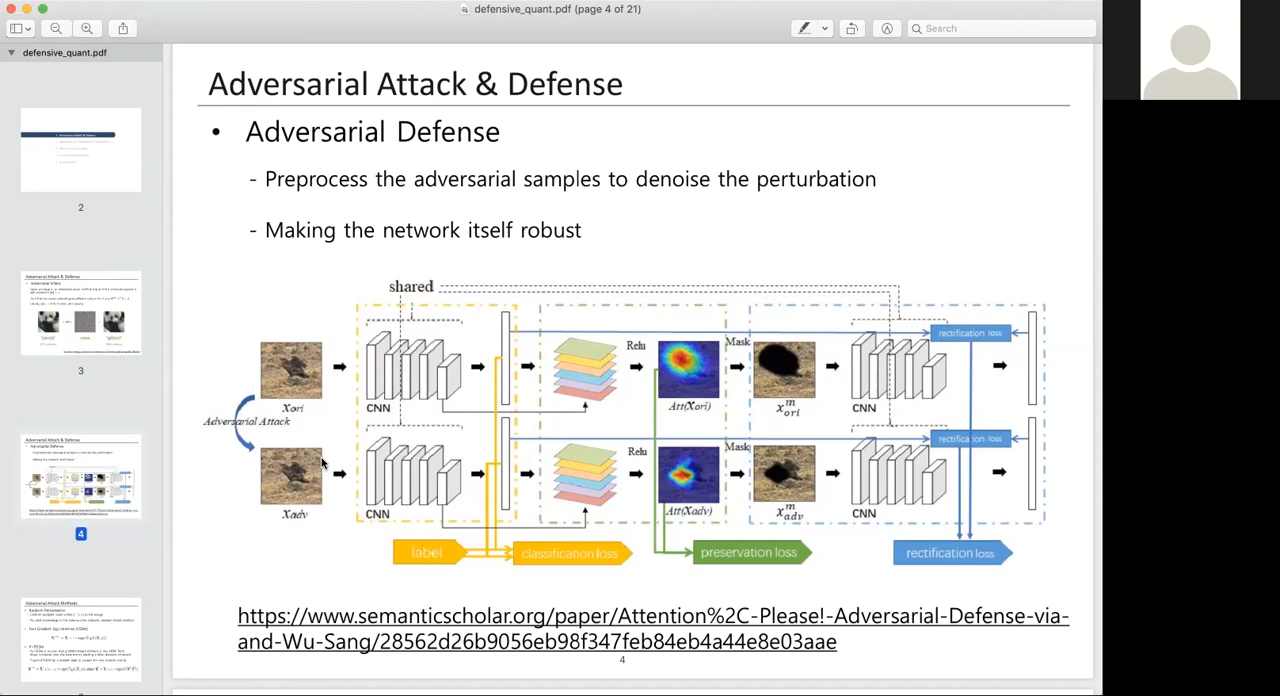 defensive_quant.pdf (page 4 of 21)
Search
defensive_quant.pdf
2
3
4
Adversarial Attack & Defense
• Adversarial Defense
- Preprocess the adversarial samples to denoise the perturbation
- Making the network itself robust
shared
Relu
Mask
rectification loss
CNN
Xori
Att(Xori)
x^m_ori
CNN
Adversarial Attack
Relu
Mask
rectification loss
CNN
Xadv
Att(Xadv)
x^m_adv
CNN
label
classification loss
preservation loss
rectification loss
https://www.semanticscholar.org/paper/Attention%2C-Please!-Adversarial-Defense-via-
and-Wu-Sang/28562d26b9056eb98f347feb84eb4a44e8e03aae
4